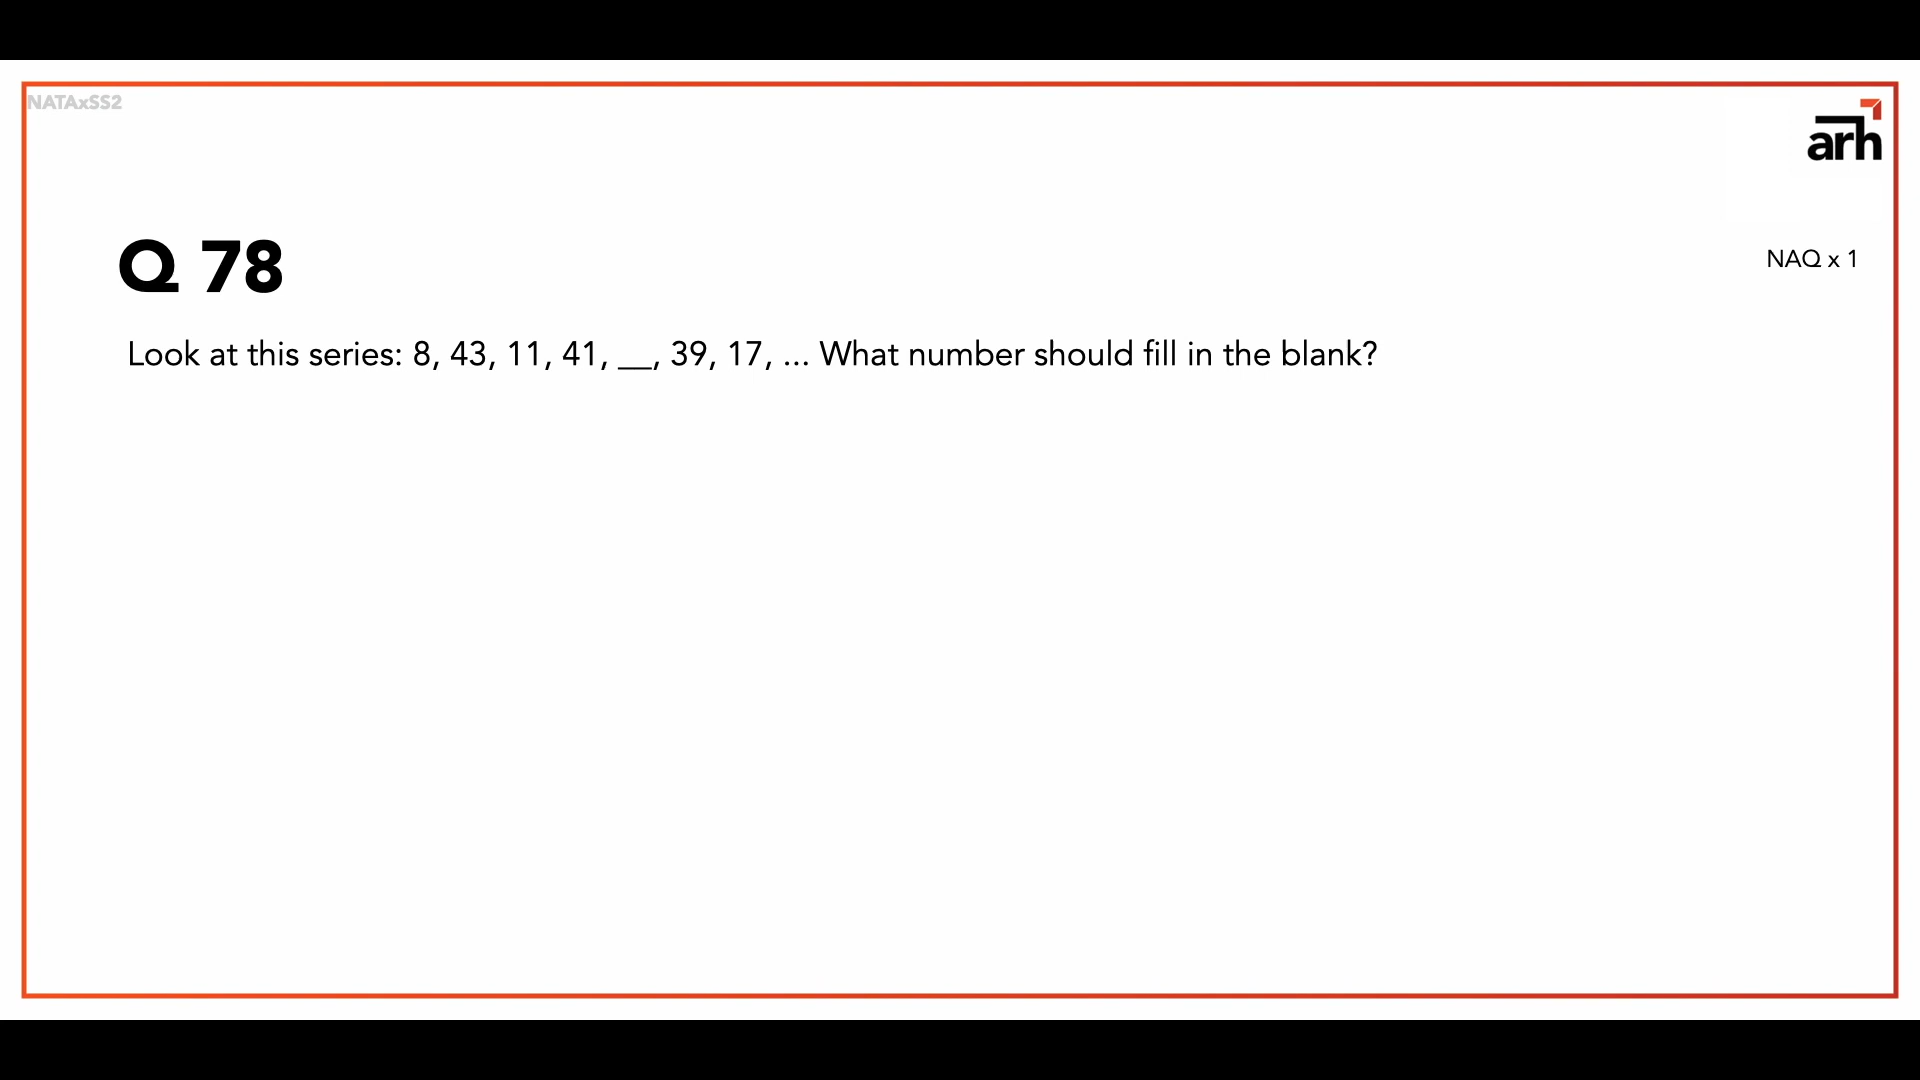 NATAxSS2
arh
Q 78
NAQ x 1
Look at this series: 8, 43, 11, 41, __, 39, 17, ... What number should fill in the blank?